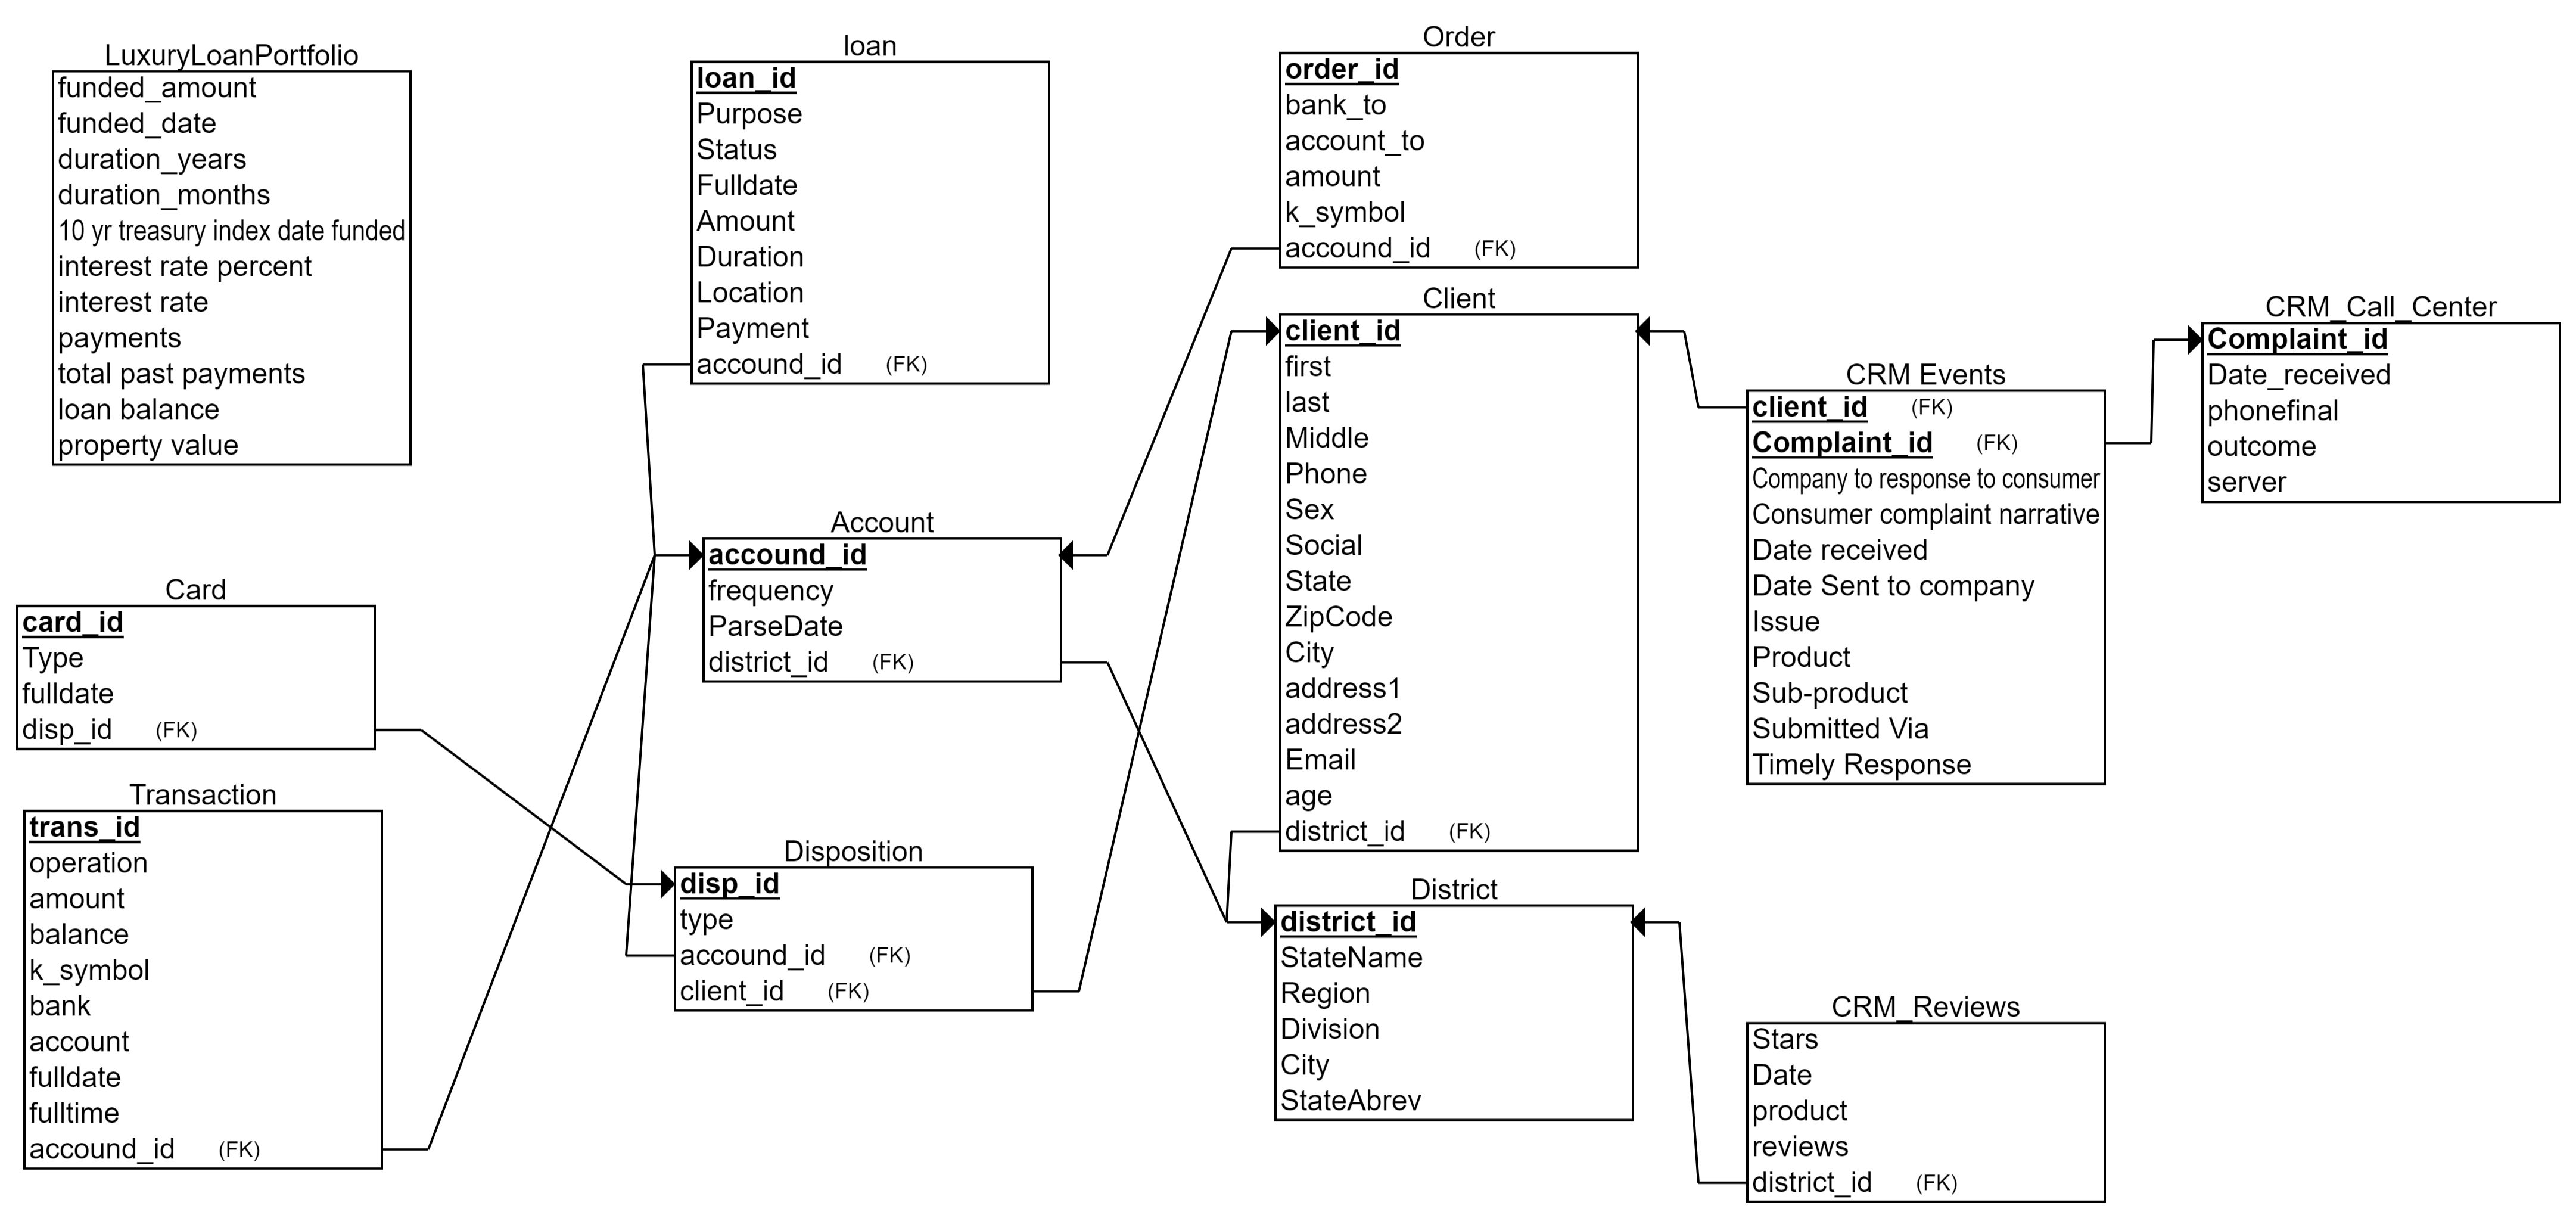 LuxuryLoanPortfolio
funded_amount
funded_date
duration_years
duration_months
10 yr treasury index date funded
interest rate percent
interest rate
payments
total past payments
loan balance
property value
loan
loan_id
Purpose
Status
Fulldate
Amount
Duration
Location
Payment
accound_id (FK)
Order
order_id
bank_to
account_to
amount
k_symbol
accound_id (FK)
Client
client_id
first
last
Middle
Phone
Sex
Social
State
ZipCode
City
address1
address2
Email
age
district_id (FK)
CRM Events
client_id (FK)
Complaint_id (FK)
Company to response to consumer
Consumer complaint narrative
Date received
Date Sent to company
Issue
Product
Sub-product
Submitted Via
Timely Response
CRM_Call_Center
Complaint_id
Date_received
phonefinal
outcome
server
Account
accound_id
frequency
ParseDate
district_id (FK)
Card
card_id
Type
fulldate
disp_id (FK)
Transaction
trans_id
operation
amount
balance
k_symbol
bank
account
fulldate
fulltime
accound_id (FK)
Disposition
disp_id
type
accound_id (FK)
client_id (FK)
District
district_id
StateName
Region
Division
City
StateAbrev
CRM_Reviews
Stars
Date
product
reviews
district_id (FK)